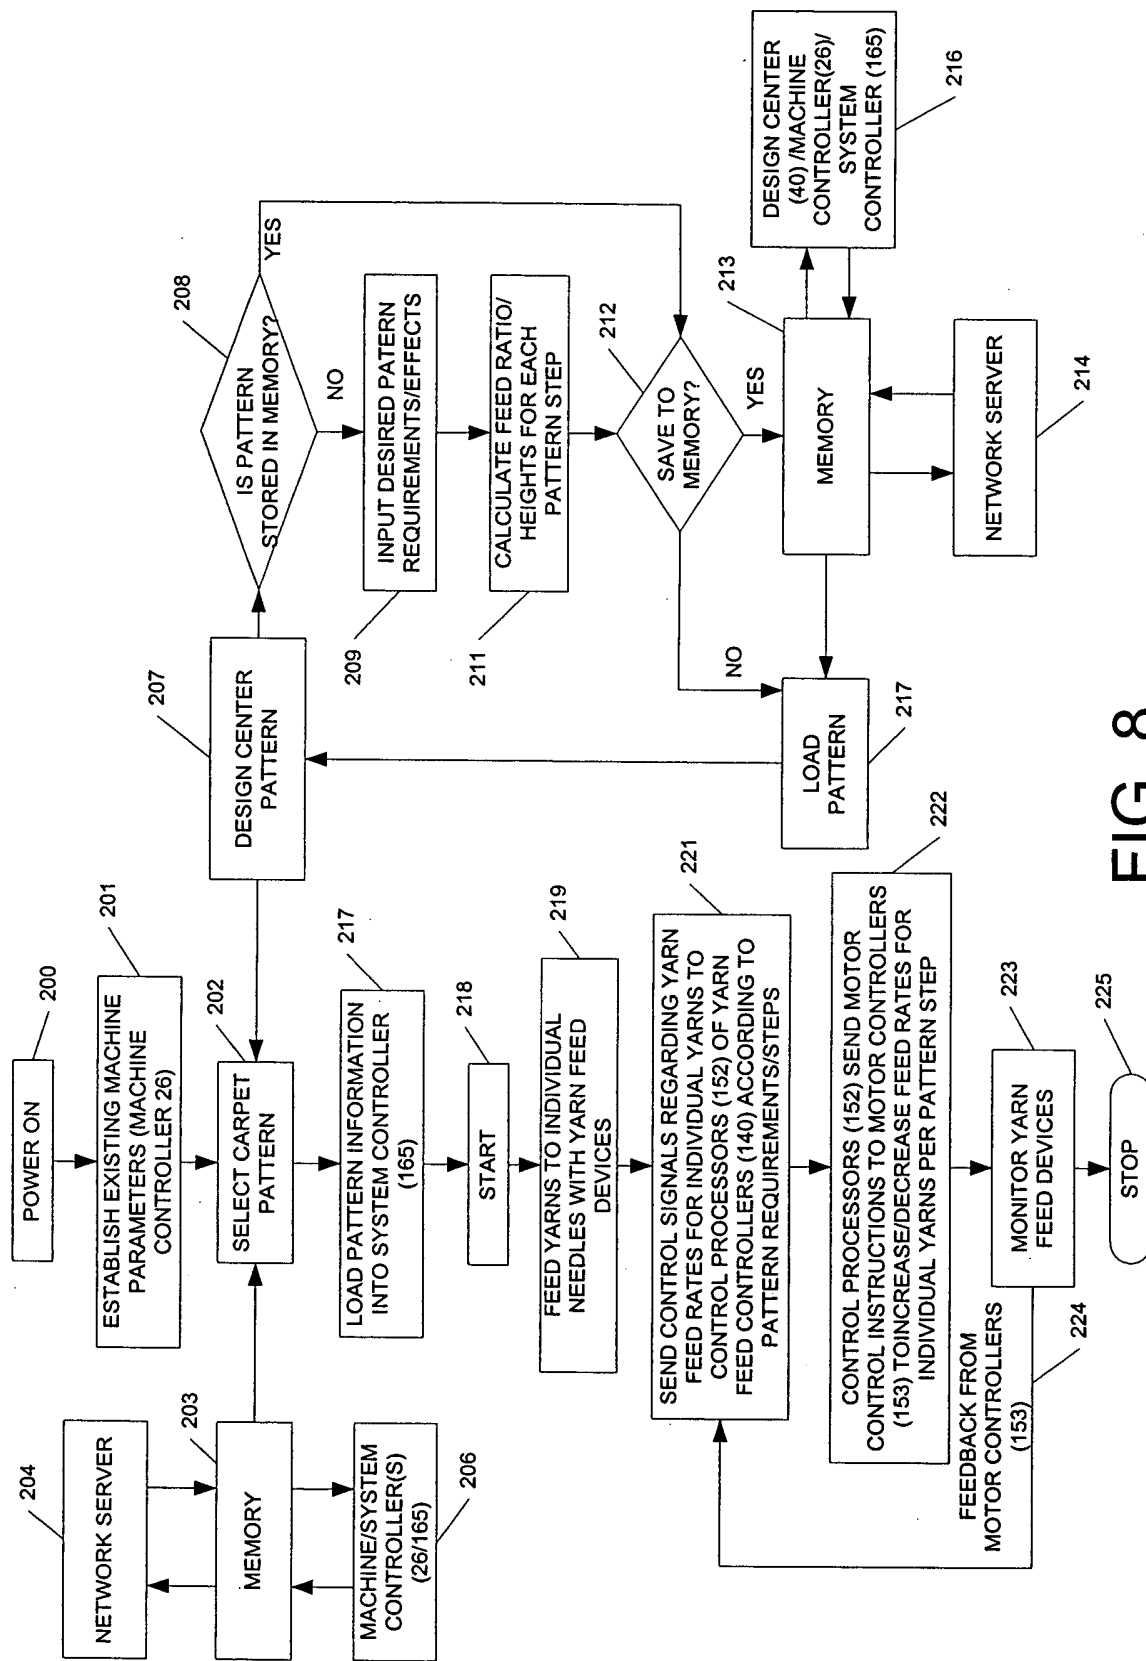 POWER ON
200
ESTABLISH EXISTING MACHINE
PARAMETERS (MACHINE
CONTROLLER 26)
201
SELECT CARPET
PATTERN
202
NETWORK SERVER
204
MEMORY
203
MACHINE/SYSTEM
CONTROLLER(S)
(26/165)
206
LOAD PATTERN INFORMATION
INTO SYSTEM CONTROLLER
(165)
217
START
218
FEED YARNS TO INDIVIDUAL
NEEDLES WITH YARN FEED
DEVICES
219
SEND CONTROL SIGNALS REGARDING YARN
FEED RATES FOR INDIVIDUAL YARNS TO
CONTROL PROCESSORS (152) OF YARN
FEED CONTROLLERS (140) ACCORDING TO
PATTERN REQUIREMENTS/STEPS
221
CONTROL PROCESSORS (152) SEND MOTOR
CONTROL INSTRUCTIONS TO MOTOR CONTROLLERS
(153) TOINCREASE/DECREASE FEED RATES FOR
INDIVIDUAL YARNS PER PATTERN STEP
222
MONITOR YARN
FEED DEVICES
223
FEEDBACK FROM
MOTOR CONTROLLERS
(153)
224
STOP
225
DESIGN CENTER
PATTERN
207
IS PATTERN
STORED IN MEMORY?
208
YES
NO
INPUT DESIRED PATERN
REQUIREMENTS/EFFECTS
209
CALCULATE FEED RATIO/
HEIGHTS FOR EACH
PATTERN STEP
211
SAVE TO
MEMORY?
212
YES
NO
MEMORY
213
NETWORK SERVER
214
DESIGN CENTER
(40) /MACHINE
CONTROLLER(26)/
SYSTEM
CONTROLLER (165)
216
LOAD
PATTERN
217
FIG. 8